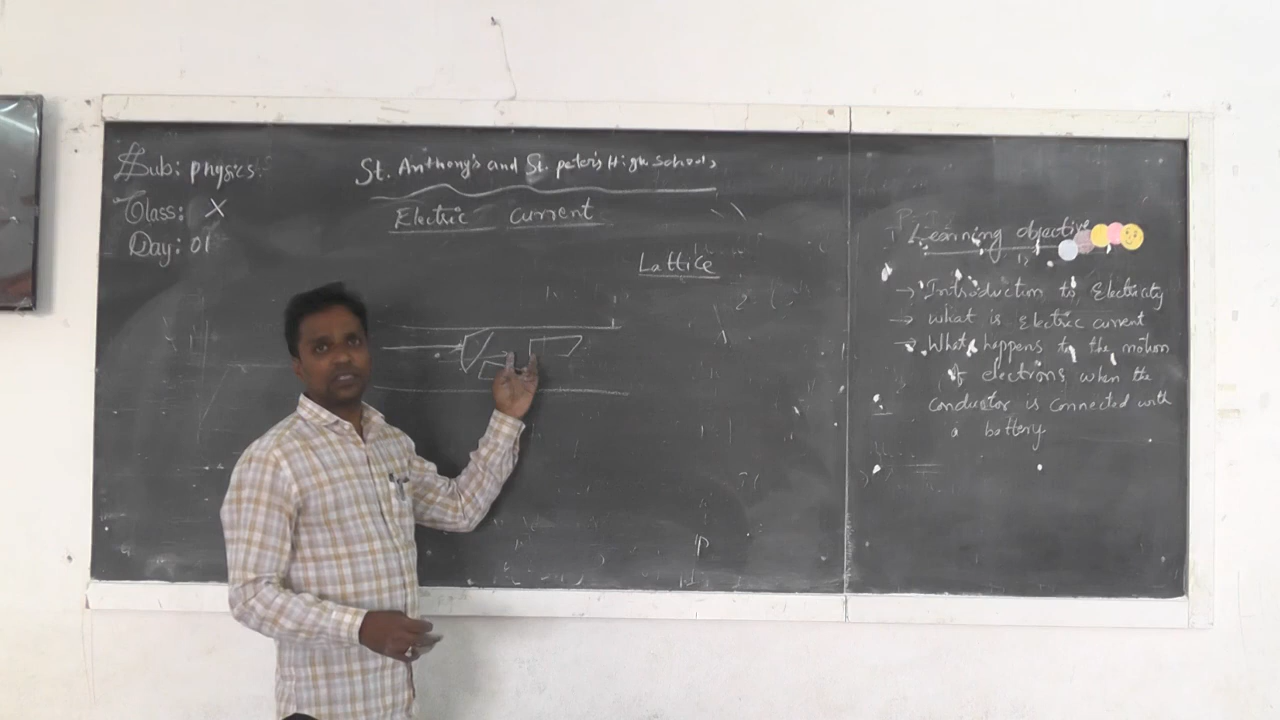 Sub: physics
Class: X
Day: 01
St. Anthony's and St. peter's High Schools
Electric current
Lattice
Learning objective
→ Introduction to Electricity
→ What is Electric current
→ What happens to the motion
of electrons when the
conductor is connected with
a battery